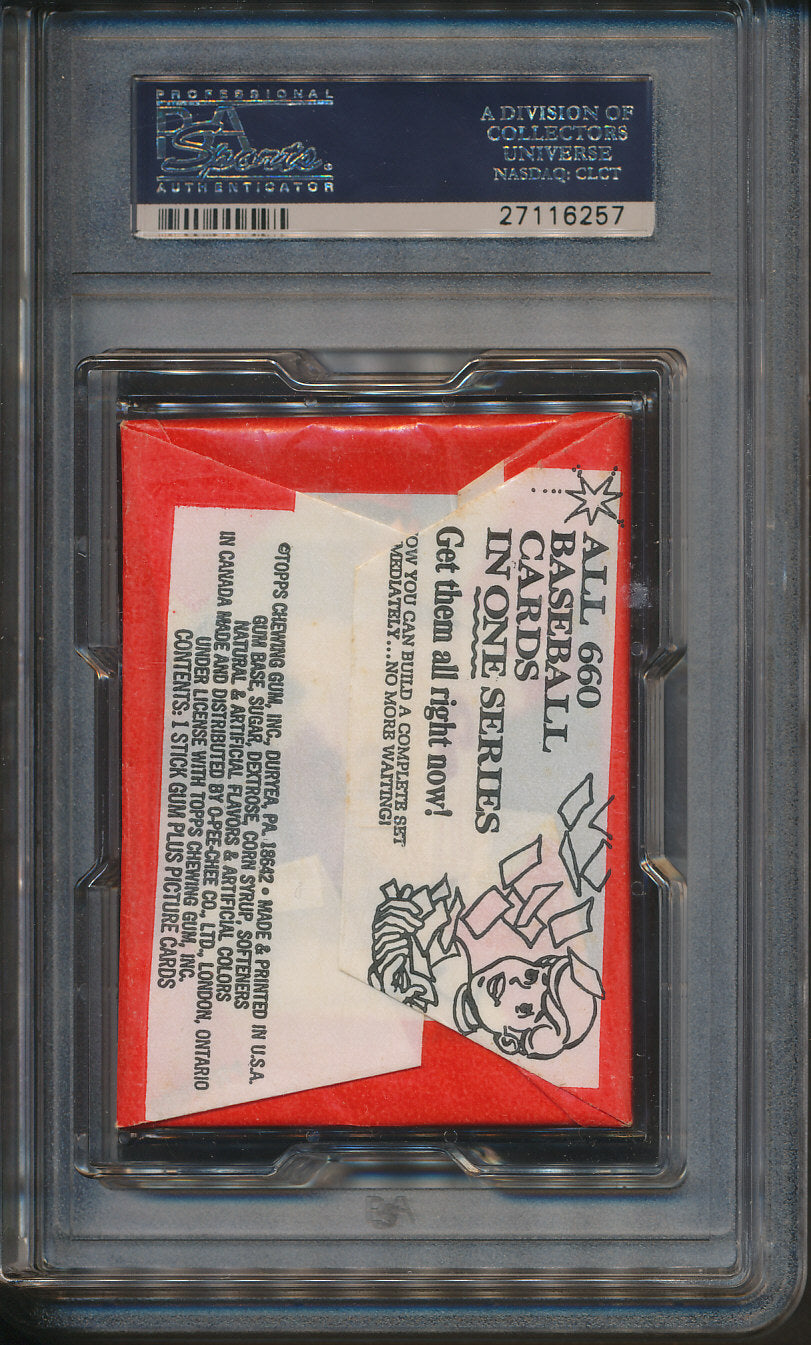 PROFESSIONAL
PSA
Sports
AUTHENTICATOR
A DIVISION OF
COLLECTORS
UNIVERSE
NASDAQ: CLCT
27116257
ALL 660
BASEBALL
CARDS
IN ONE SERIES
Get them all right now!
OW YOU CAN BUILD A COMPLETE SET
MEDIATELY...NO MORE WAITING!
©TOPPS CHEWING GUM, INC., DURYEA, PA. 18642 • MADE & PRINTED IN U.S.A.
GUM BASE, SUGAR, DEXTROSE, CORN SYRUP, SOFTENERS
NATURAL & ARTIFICIAL FLAVORS & ARTIFICIAL COLORS
IN CANADA MADE AND DISTRIBUTED BY O-PEE-CHEE CO., LTD., LONDON, ONTARIO
UNDER LICENSE WITH TOPPS CHEWING GUM, INC.
CONTENTS: 1 STICK GUM PLUS PICTURE CARDS
PSA